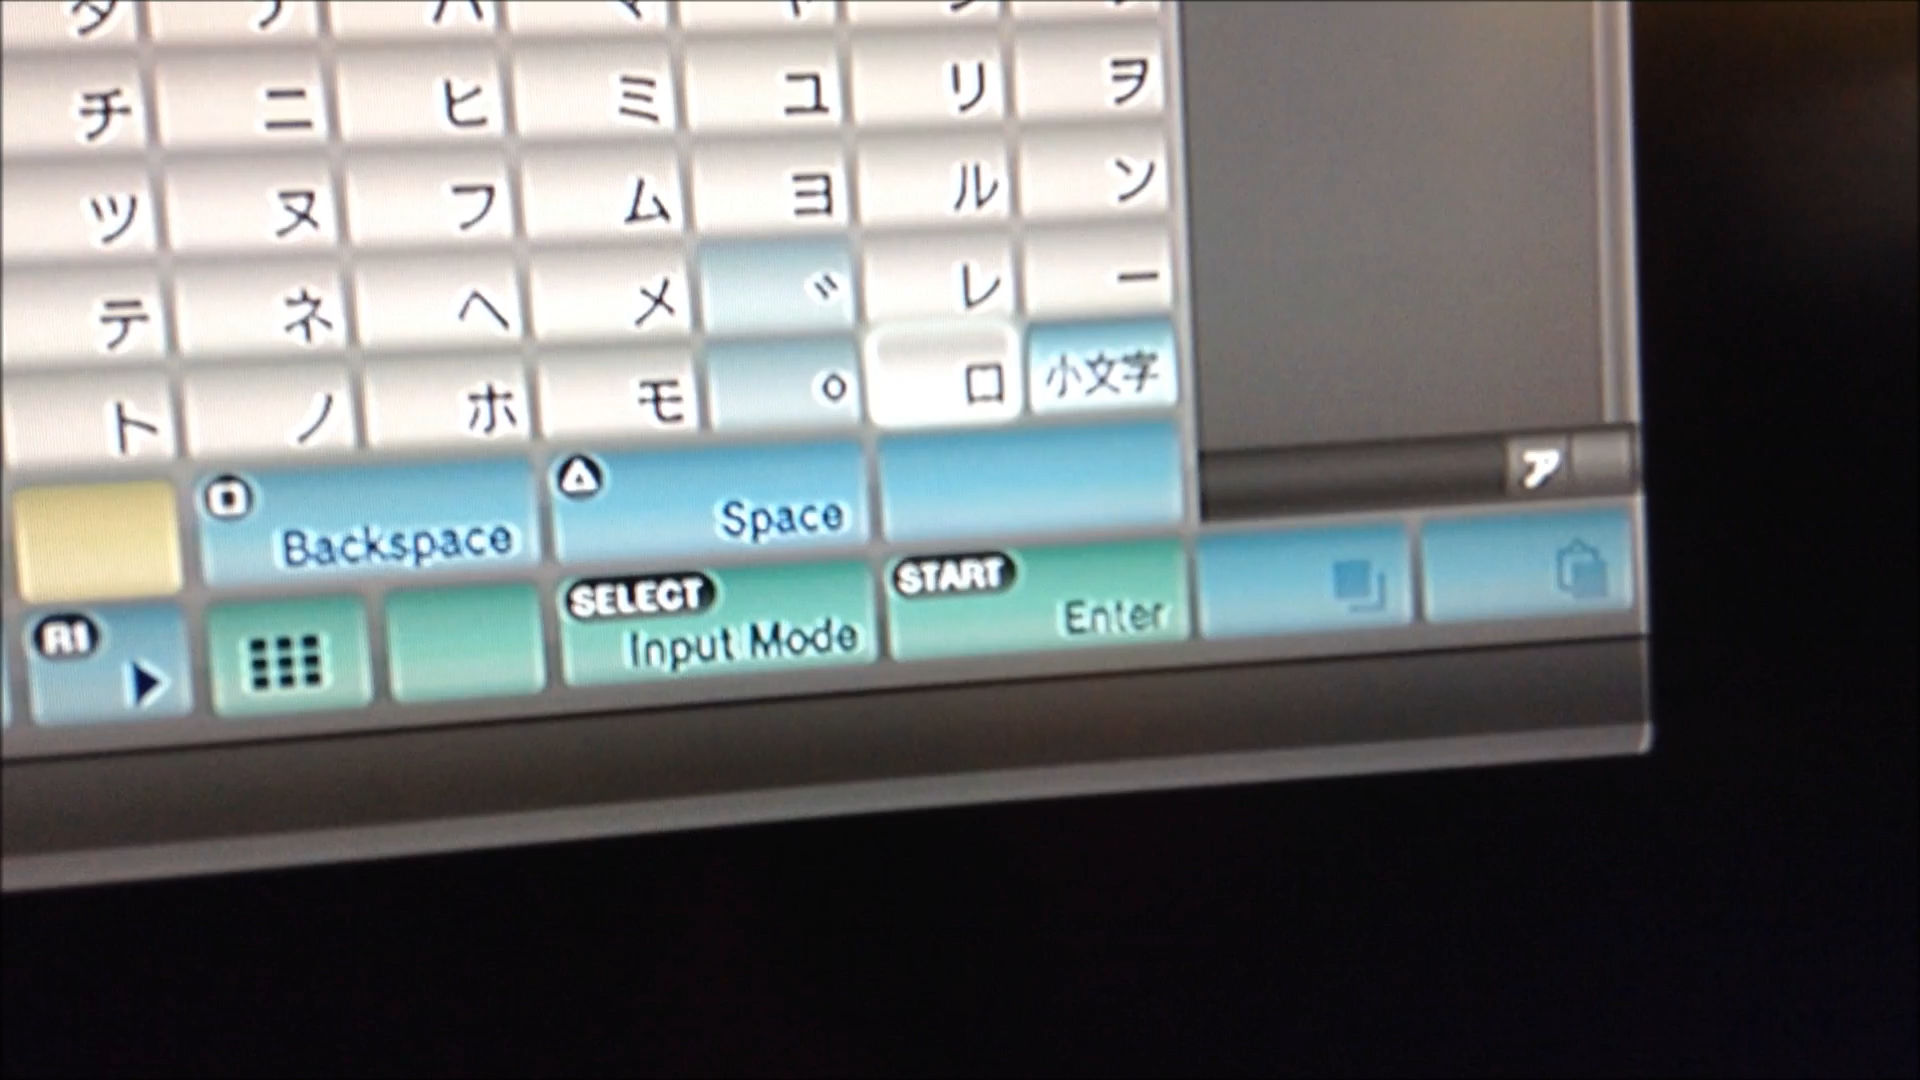 チ ニ ヒ ミ ユ リ ヲ
ツ ヌ フ ム ヨ ル ン
テ ネ ヘ メ ゛ レ ー
ト ノ ホ モ ゜ ロ 小文字
ア
Backspace Space
R1 SELECT Input Mode START Enter